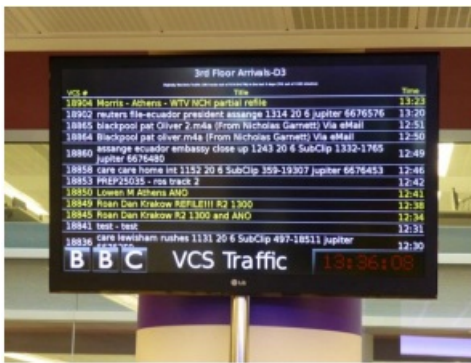 3rd Floor Arrivals-D3
VCS # Title Time
18904 Morris - Athens - WTV NCH partial refile 13:23
18902 reuters file-ecuador president assange 1314 20 6 jupiter 6676576 13:20
18865 blackpool pat Oliver 2.m4a (From Nicholas Garnett) Via eMail 12:51
18864 Blackpool pat oliver.m4a (From Nicholas Garnett) Via eMail 12:50
18860 assange ecuador embassy close up 1243 20 6 SubClip 1332-1765 12:49
jupiter 6676480
18858 care care home int 1152 20 6 SubClip 359-19307 jupiter 6676453 12:46
18853 PREP25035 - ros track 2 12:42
18850 Lowen M Athens ANO 12:41
18849 Roan Dan Krakow REFILE!!! R2 1300 12:38
18845 Roan Dan Krakow R2 1300 and ANO 12:34
18841 test - test 12:31
18836 care lewisham rushes 1131 20 6 SubClip 497-18511 jupiter 12:30
BBC VCS Traffic 13:36:08
LG